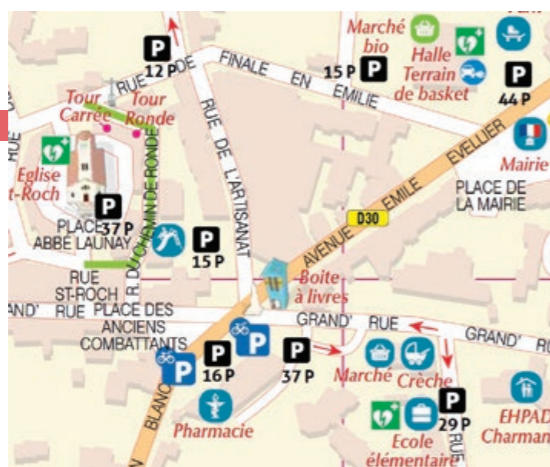 Marché
bio
Halle
Terrain
de basket
P
44 P
P
12 P
RUE DE FINALE EN EMILIE
15 P
P
Tour
Carrée
Tour
Ronde
Mairie
PLACE DE
LA MAIRIE
Eglise
St-Roch
RUE DE L'ARTISANAT
AVENUE EMILE EVELLIER
D30
R. DU CHEMIN DE RONDE
P
37 P
PLACE
ABBÉ LAUNAY
P
15 P
RUE
ST-ROCH
Boîte
à livres
RUE
PLACE DES
ANCIENS
COMBATTANTS
GRAND' RUE
GRAND'
P
P
P
16 P
P
37 P
Marché
Crèche
Pharmacie
BLANC
Ecole
élémentaire
P
29 P
RUE
EHPAD